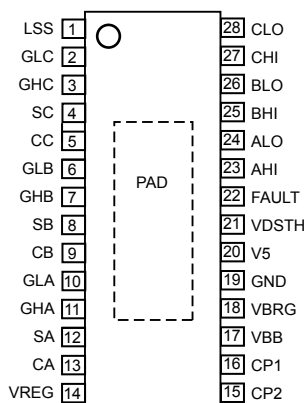 LSS 1 28 CLO
GLC 2 27 CHI
GHC 3 26 BLO
SC 4 25 BHI
CC 5 24 ALO
GLB 6 23 AHI
GHB 7 PAD 22 FAULT
SB 8 21 VDSTH
CB 9 20 V5
GLA 10 19 GND
GHA 11 18 VBRG
SA 12 17 VBB
CA 13 16 CP1
VREG 14 15 CP2